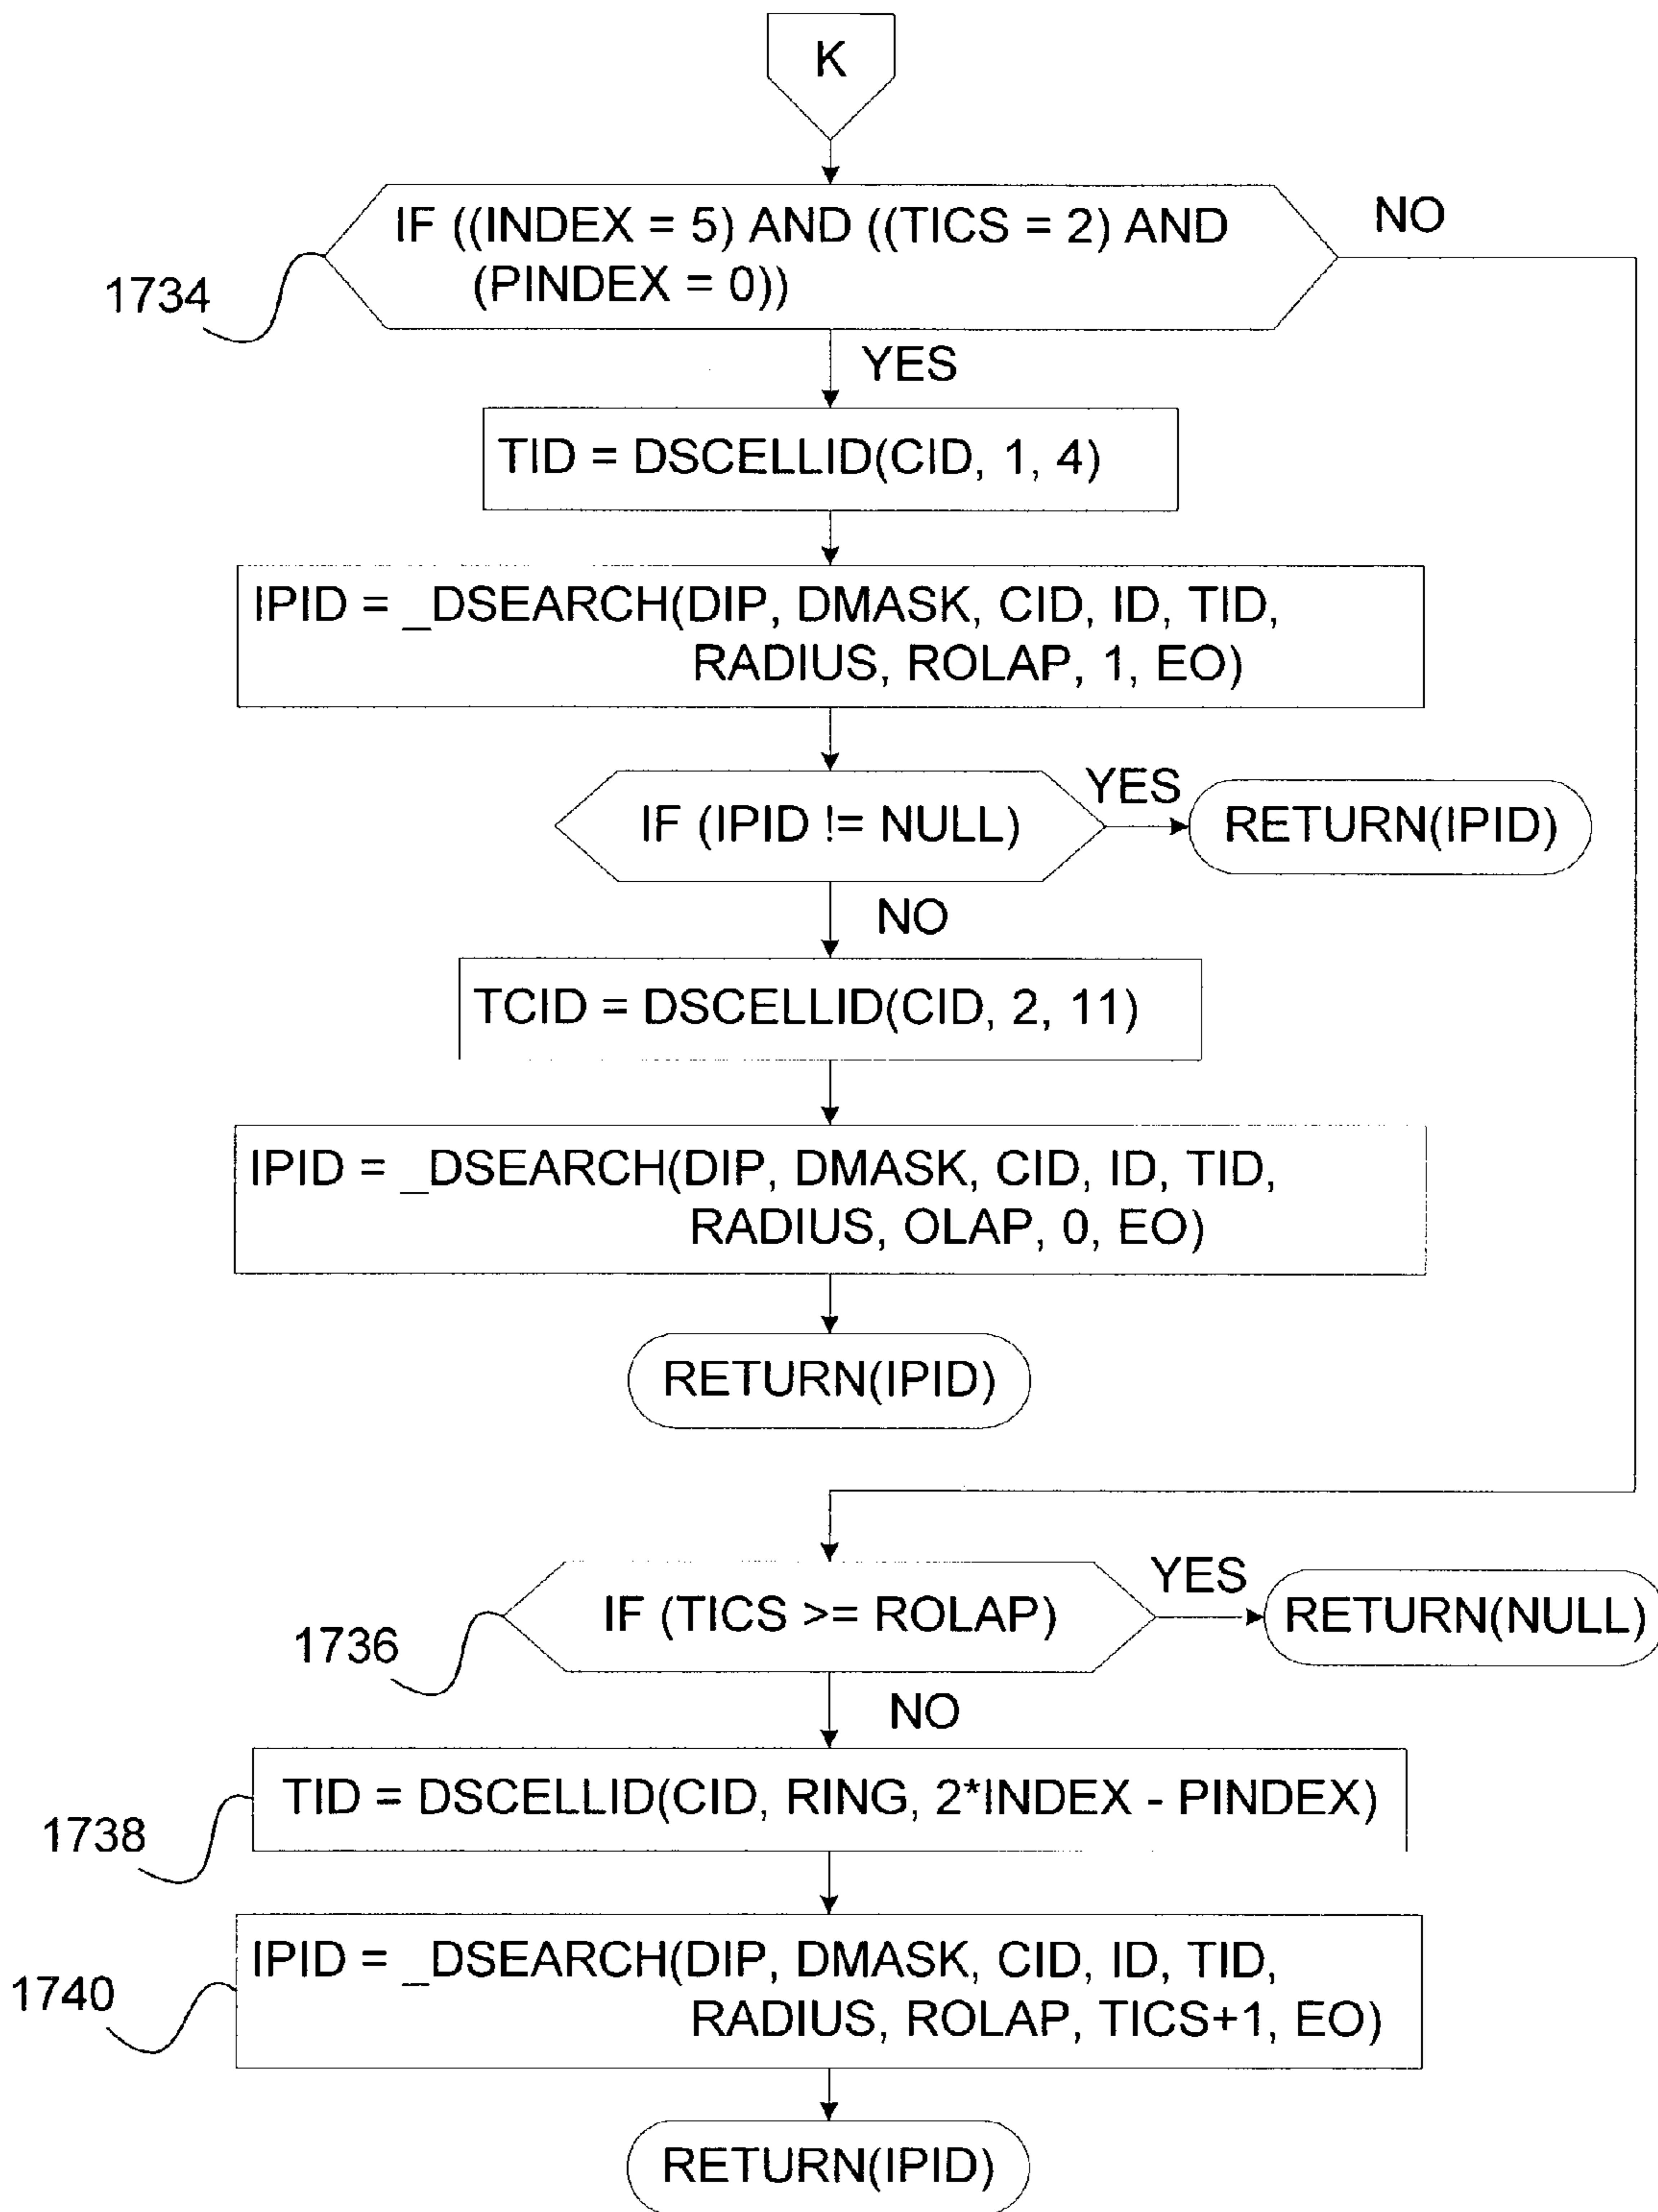 K
IF ((INDEX = 5) AND ((TICS = 2) AND
(PINDEX = 0))
NO
1734
YES
TID = DSCELLID(CID, 1, 4)
IPID = _DSEARCH(DIP, DMASK, CID, ID, TID,
RADIUS, ROLAP, 1, EO)
IF (IPID != NULL)
YES
RETURN(IPID)
NO
TCID = DSCELLID(CID, 2, 11)
IPID = _DSEARCH(DIP, DMASK, CID, ID, TID,
RADIUS, OLAP, 0, EO)
RETURN(IPID)
IF (TICS >= ROLAP)
YES
RETURN(NULL)
1736
NO
TID = DSCELLID(CID, RING, 2*INDEX - PINDEX)
1738
IPID = _DSEARCH(DIP, DMASK, CID, ID, TID,
RADIUS, ROLAP, TICS+1, EO)
1740
RETURN(IPID)